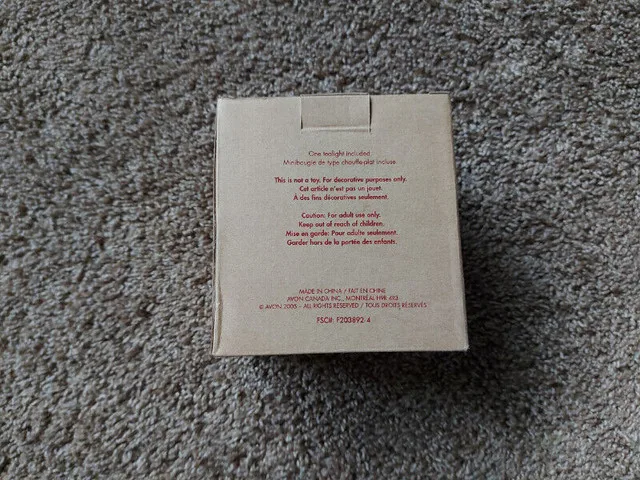 One tealight included.
Minibougie de type chauffe-plat incluse.
This is not a toy. For decorative purposes only.
Cet article n'est pas un jouet.
À des fins décoratives seulement.
Caution: For adult use only.
Keep out of reach of children.
Mise en garde: Pour adulte seulement.
Garder hors de la portée des enfants.
MADE IN CHINA / FAIT EN CHINE
AVON CANADA INC., MONTRÉAL H9R 4R3
© AVON 2005 – ALL RIGHTS RESERVED / TOUS DROITS RÉSERVÉS
FSC#: F203892-4